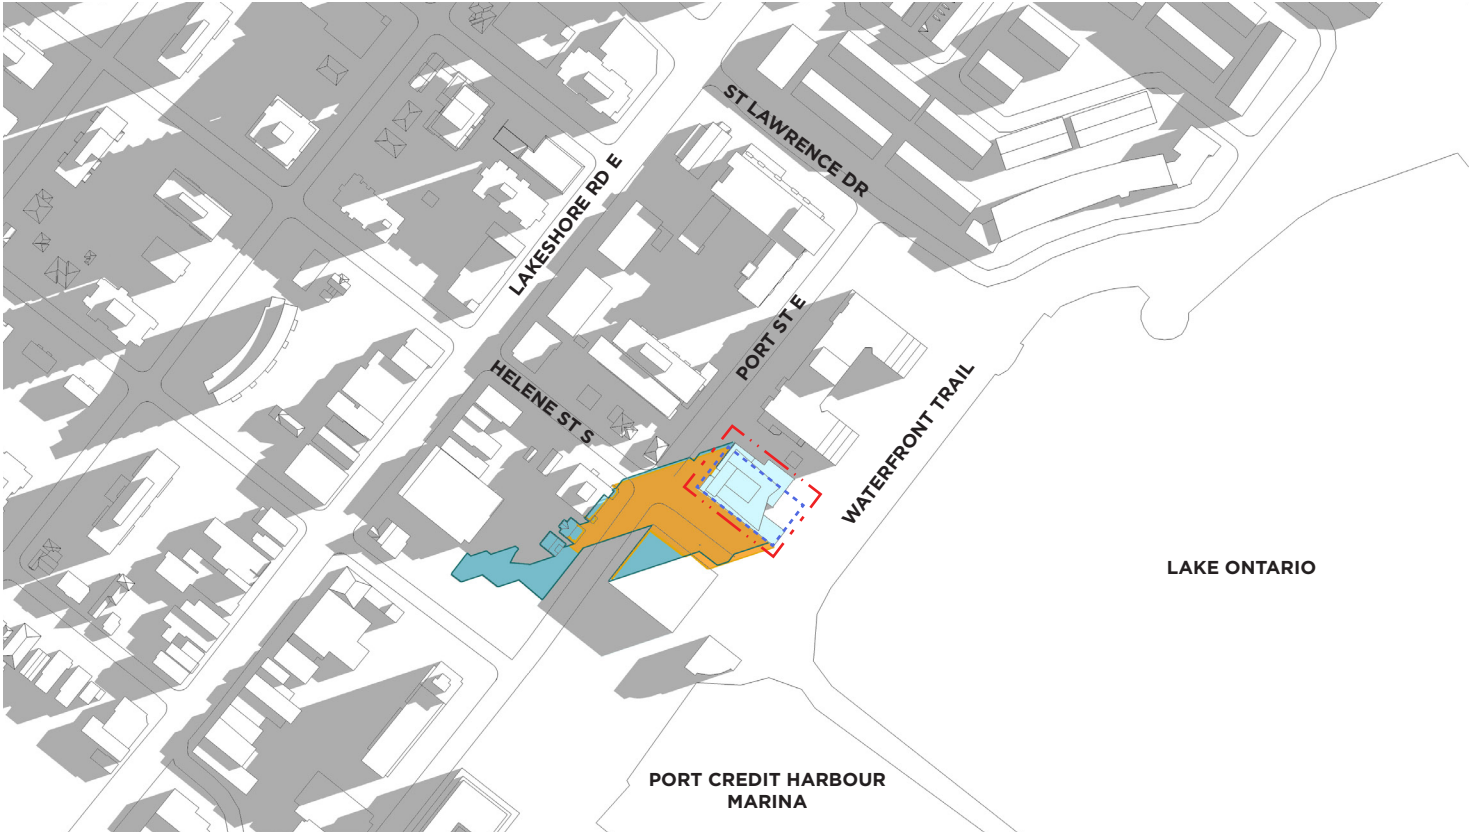 ST LAWRENCE DR
LAKESHORE RD E
PORT ST E
HELENE ST S
WATERFRONT TRAIL
LAKE ONTARIO
PORT CREDIT HARBOUR
MARINA